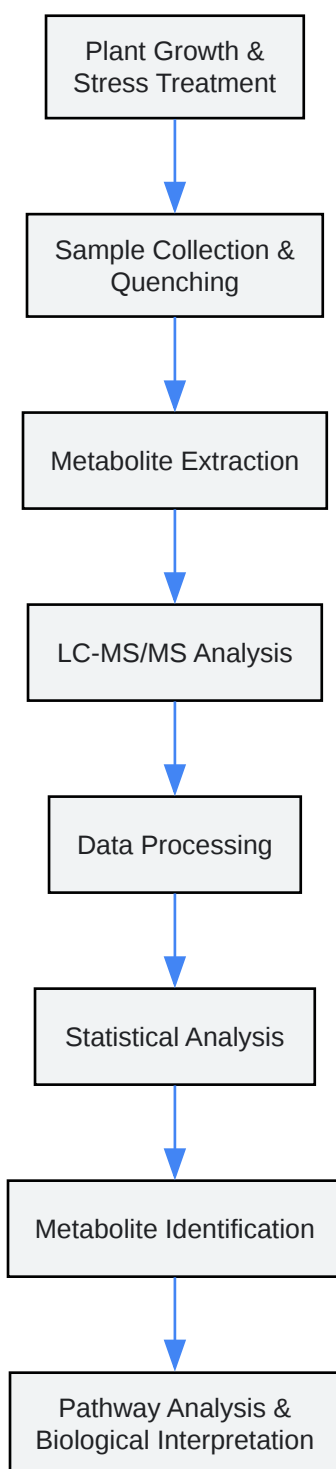 Plant Growth &
Stress Treatment
Sample Collection &
Quenching
Metabolite Extraction
LC-MS/MS Analysis
Data Processing
Statistical Analysis
Metabolite Identification
Pathway Analysis &
Biological Interpretation